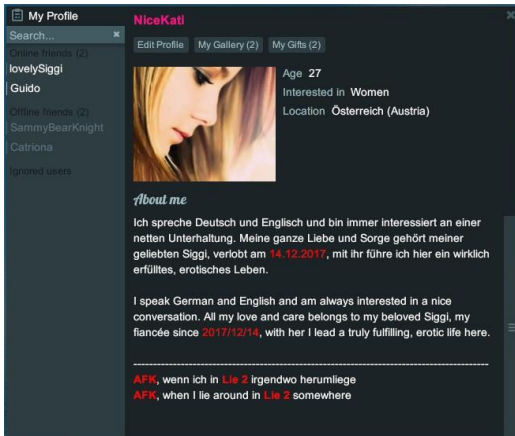 My Profile
Search...
Online friends (2)
lovelySiggi
Guido
Offline friends (2)
SammyBearKnight
Catriona
Ignored users
NiceKati
Edit Profile My Gallery (2) My Gifts (2)
Age 27
Interested in Women
Location Österreich (Austria)
About me
Ich spreche Deutsch und Englisch und bin immer interessiert an einer
netten Unterhaltung. Meine ganze Liebe und Sorge gehört meiner
geliebten Siggi, verlobt am 14.12.2017, mit ihr führe ich hier ein wirklich
erfülltes, erotisches Leben.
I speak German and English and am always interested in a nice
conversation. All my love and care belongs to my beloved Siggi, my
fiancée since 2017/12/14, with her I lead a truly fulfilling, erotic life here.
------------------------------------------------------------------------------------------
AFK, wenn ich in Lie 2 irgendwo herumliege
AFK, when I lie around in Lie 2 somewhere